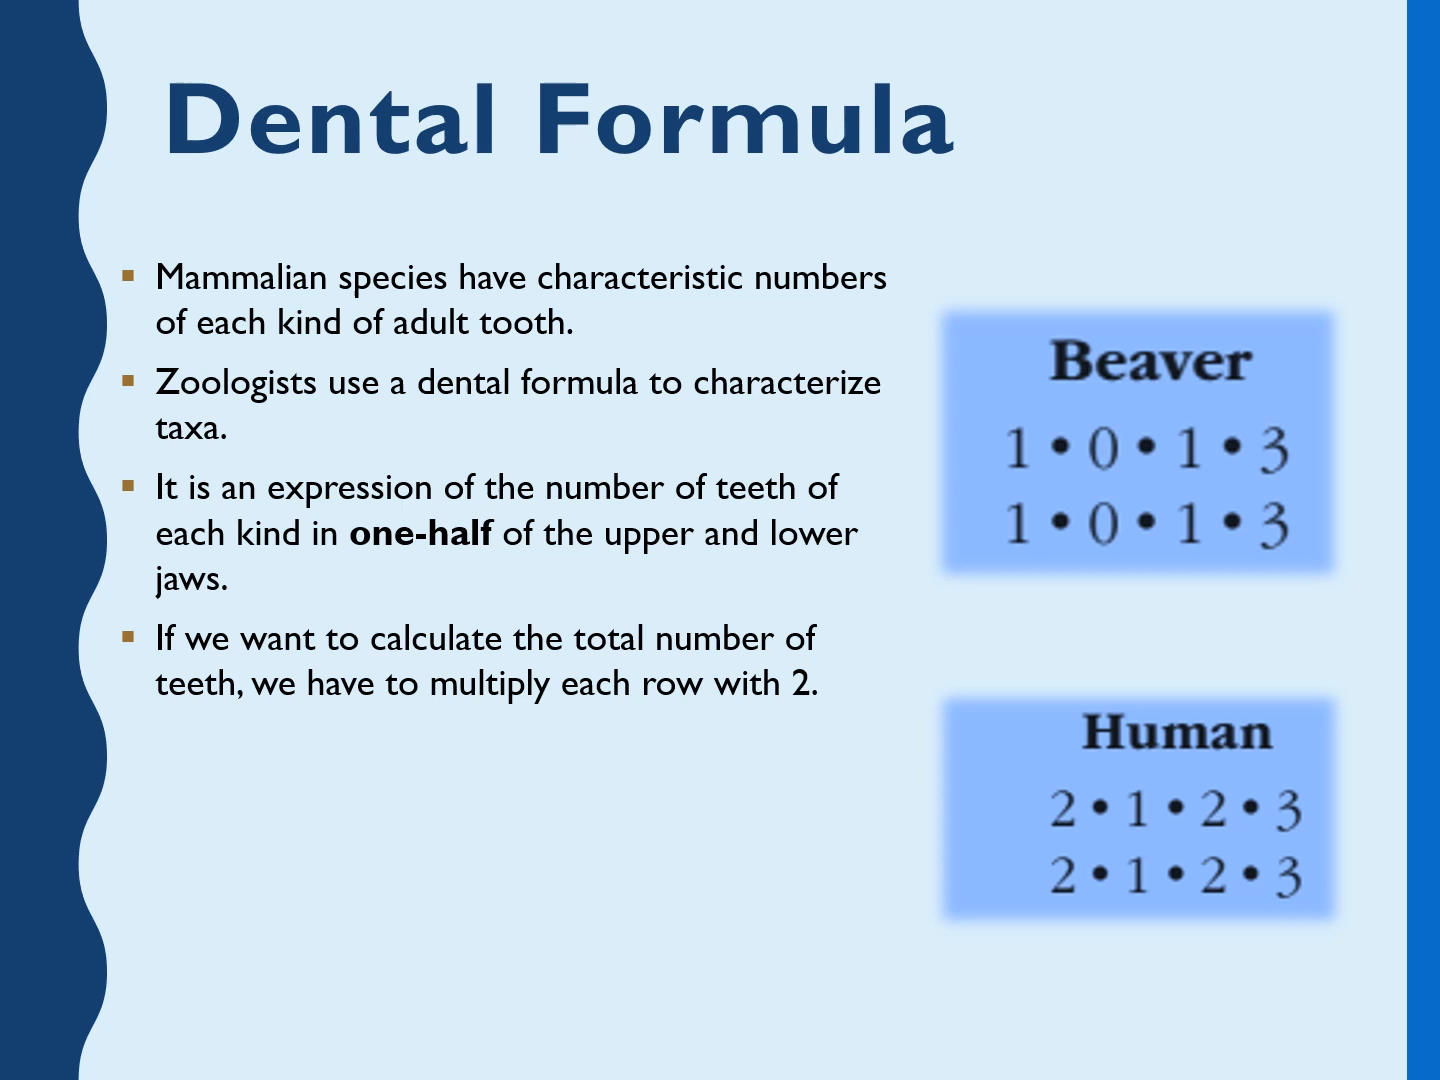 Dental Formula
Mammalian species have characteristic numbers
of each kind of adult tooth.
Zoologists use a dental formula to characterize
taxa.
It is an expression of the number of teeth of
each kind in one-half of the upper and lower
jaws.
If we want to calculate the total number of
teeth, we have to multiply each row with 2.
Beaver
1 • 0 • 1 • 3
1 • 0 • 1 • 3
Human
2 • 1 • 2 • 3
2 • 1 • 2 • 3